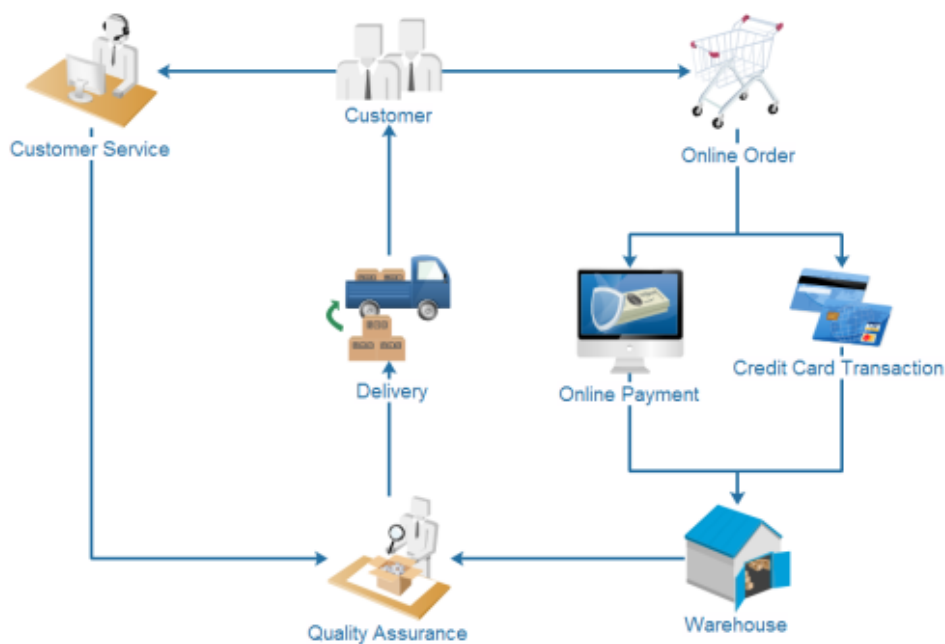 Customer Service
Customer
Online Order
Delivery
Online Payment
Credit Card Transaction
Quality Assurance
Warehouse